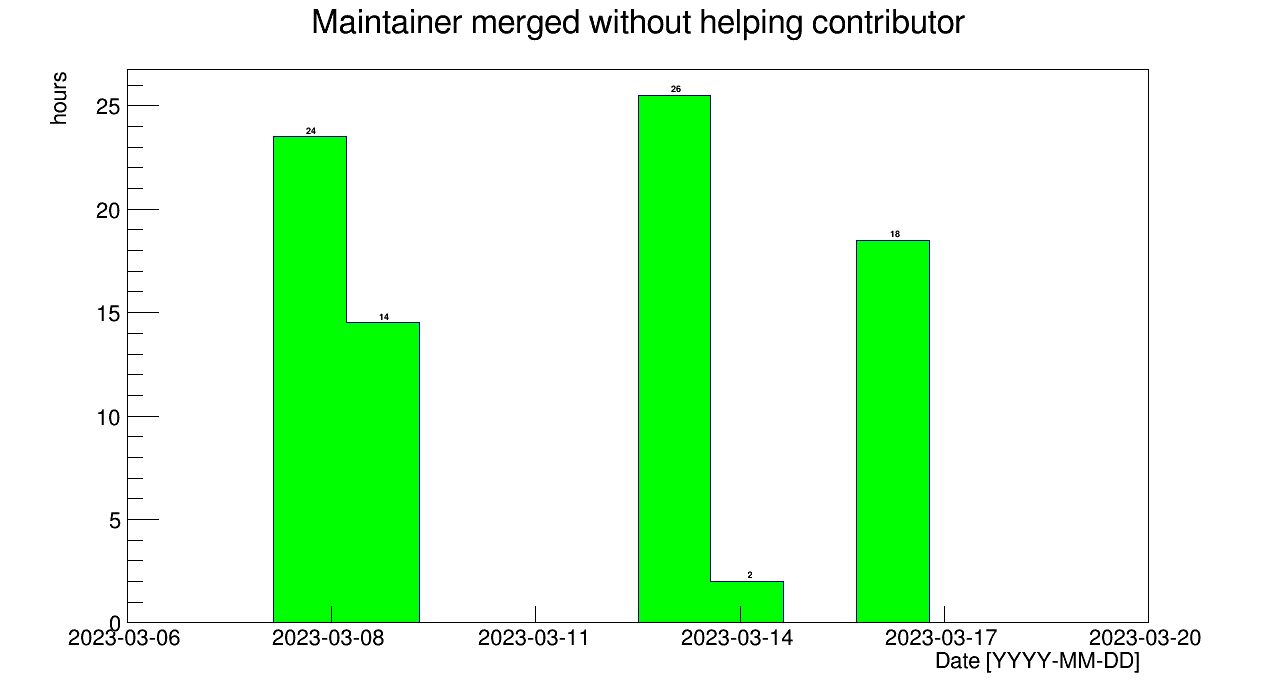 Maintainer merged without helping contributor
hours
25
20
15
10
5
0
24
14
26
2
18
2023-03-06 2023-03-08 2023-03-11 2023-03-14 2023-03-17 2023-03-20
Date [YYYY-MM-DD]